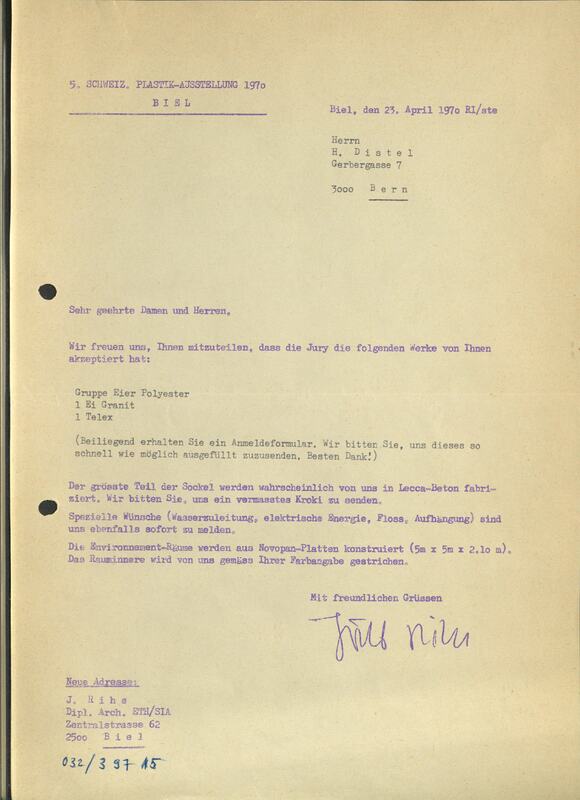 5. SCHWEIZ. PLASTIK-AUSSTELLUNG 1970
B I E L
Biel, den 23. April 1970 RI/ste
Herrn
H. D i s t e l
Gerbergasse 7
3000 B e r n
Sehr geehrte Damen und Herren,
Wir freuen uns, Ihnen mitzuteilen, dass die Jury die folgenden Werke von Ihnen
akzeptiert hat:
Gruppe Eier Polyester
1 Ei Granit
1 Telex
(Beiliegend erhalten Sie ein Anmeldeformular. Wir bitten Sie, uns dieses so
schnell wie möglich ausgefüllt zuzusenden. Besten Dank!)
Der grösste Teil der Sockel werden wahrscheinlich von uns in Lecca-Beton fabri-
ziert. Wir bitten Sie, uns ein vermasstes Kroki zu senden.
Spezielle Wünsche (Wasserzuleitung, elektrische Energie, Floss, Aufhängung) sind
uns ebenfalls sofort zu melden.
Die Environnement-Räume werden aus Novopan-Platten konstruiert (5m x 5m x 2,10 m).
Das Rauminnere wird von uns gemäss Ihrer Farbangabe gestrichen.
Mit freundlichen Grüssen
Neue Adresse:
J. R i h s
Dipl. Arch. ETH/SIA
Zentralstrasse 62
2500 B i e l
032/3 97 15